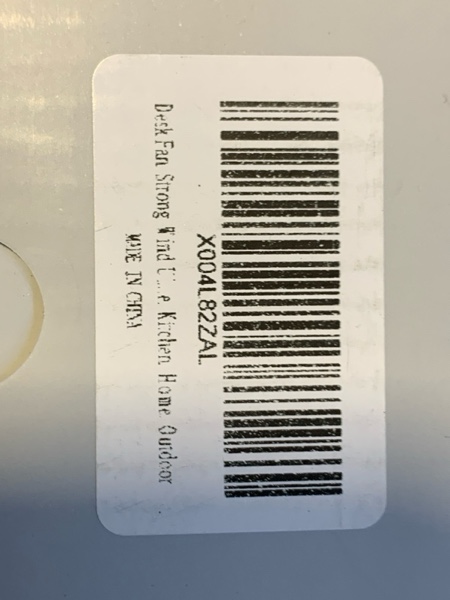 X004L82ZAL
Desk Fan Strong Wind U...e, Kitchen, Home, Outdoor
MADE IN CHINA